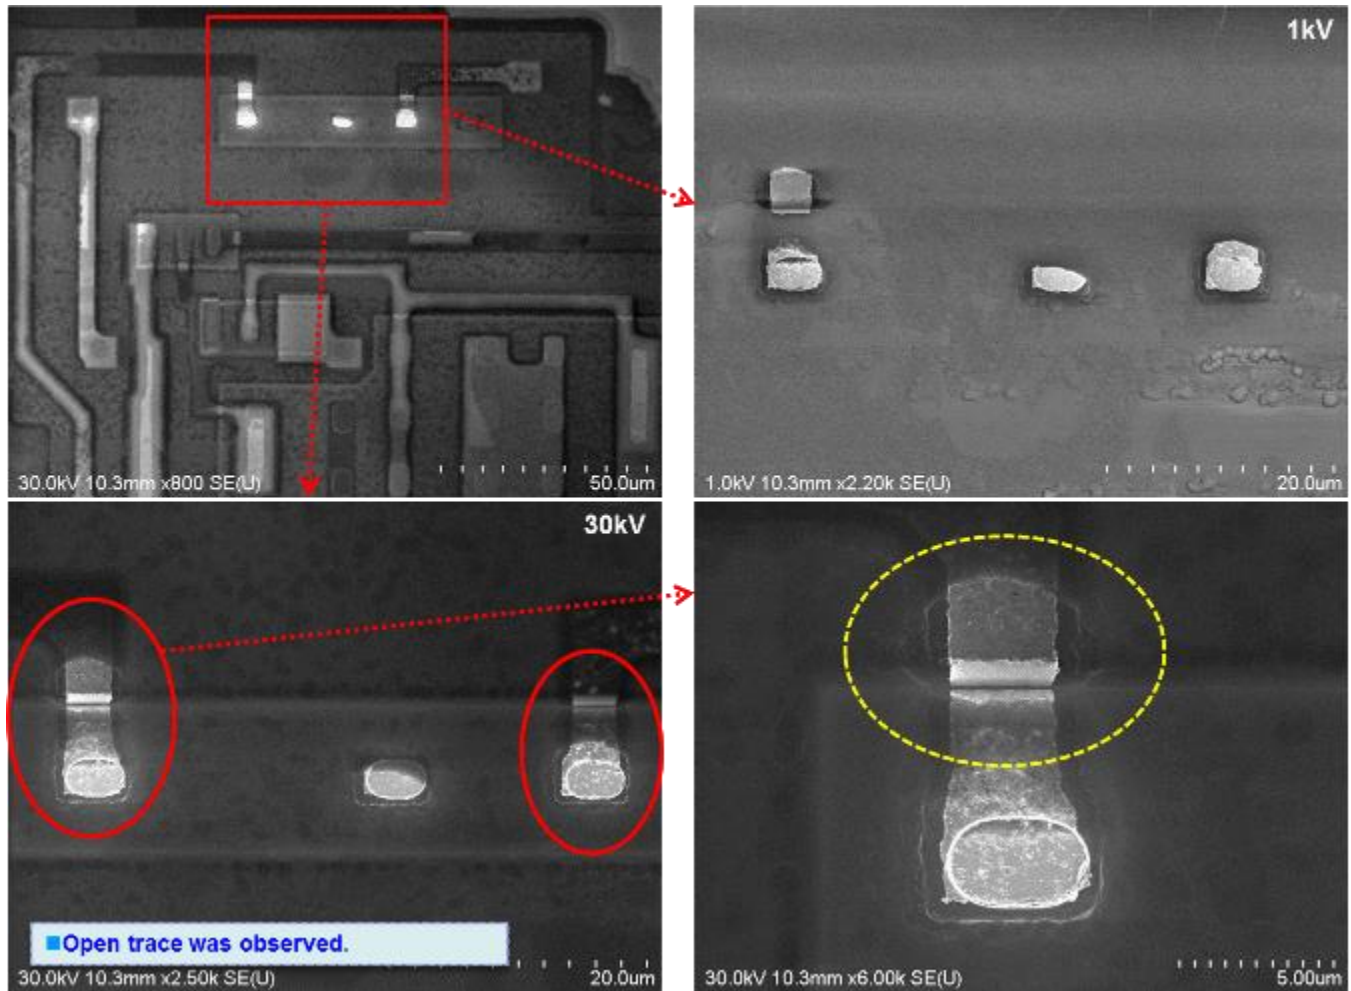 30.0kV 10.3mm x800 SE(U)
50.0um
1kV
1.0kV 10.3mm x2.20k SE(U)
20.0um
30kV
Open trace was observed.
30.0kV 10.3mm x2.50k SE(U)
20.0um
30.0kV 10.3mm x6.00k SE(U)
5.00um